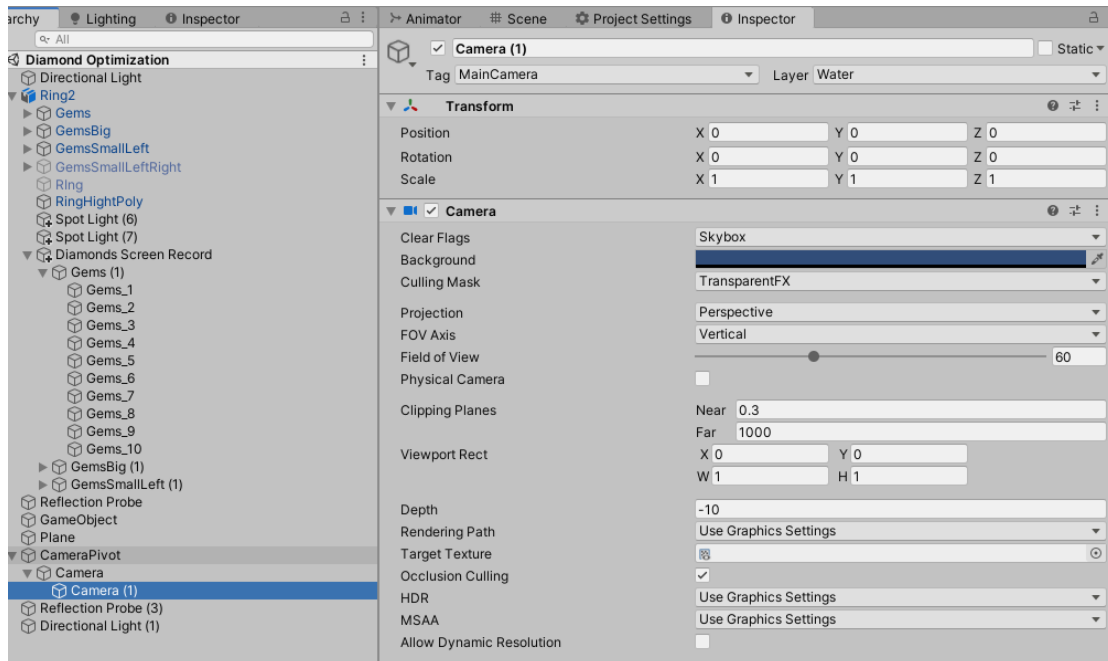 archy Lighting Inspector
All
Diamond Optimization
Directional Light
Ring2
Gems
GemsBig
GemsSmallLeft
GemsSmallLeftRight
RIng
RingHightPoly
Spot Light (6)
Spot Light (7)
Diamonds Screen Record
Gems (1)
Gems_1
Gems_2
Gems_3
Gems_4
Gems_5
Gems_6
Gems_7
Gems_8
Gems_9
Gems_10
GemsBig (1)
GemsSmallLeft (1)
Reflection Probe
GameObject
Plane
CameraPivot
Camera
Camera (1)
Reflection Probe (3)
Directional Light (1)
Animator Scene Project Settings Inspector
Camera (1) Static
Tag MainCamera Layer Water
Transform
Position X 0 Y 0 Z 0
Rotation X 0 Y 0 Z 0
Scale X 1 Y 1 Z 1
Camera
Clear Flags Skybox
Background
Culling Mask TransparentFX
Projection Perspective
FOV Axis Vertical
Field of View 60
Physical Camera
Clipping Planes Near 0.3
Far 1000
Viewport Rect X 0 Y 0
W 1 H 1
Depth -10
Rendering Path Use Graphics Settings
Target Texture
Occlusion Culling
HDR Use Graphics Settings
MSAA Use Graphics Settings
Allow Dynamic Resolution